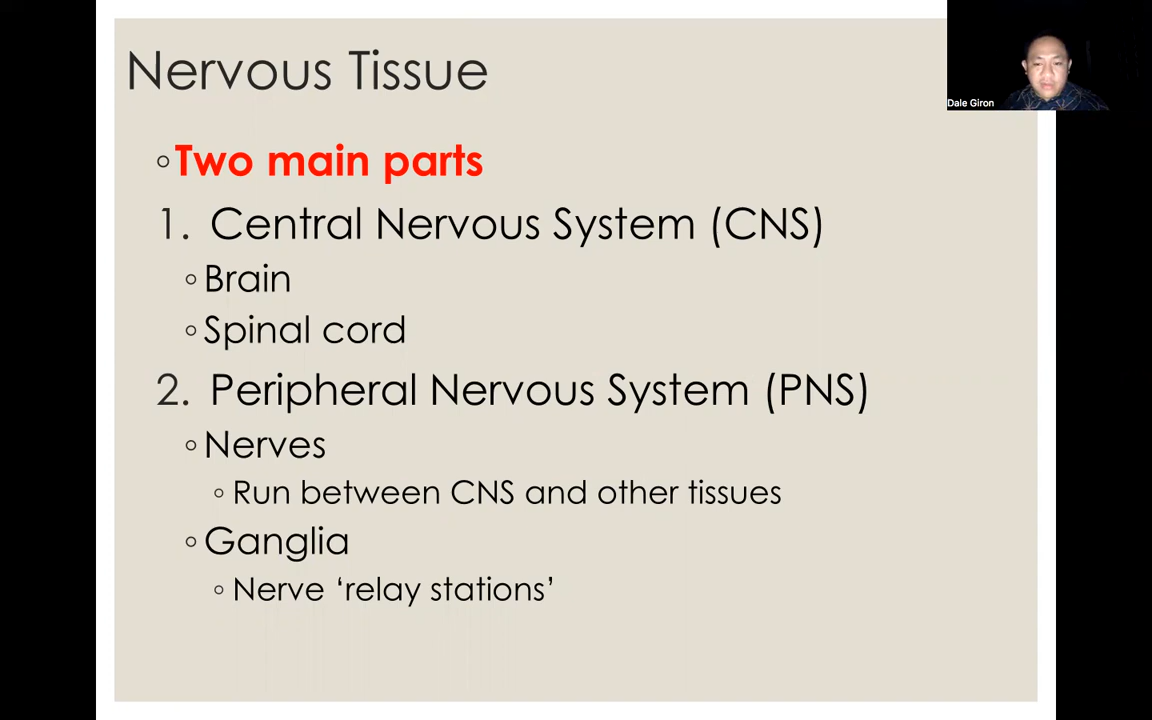 Nervous Tissue
Dale Giron
◦Two main parts
1. Central Nervous System (CNS)
◦Brain
◦Spinal cord
2. Peripheral Nervous System (PNS)
◦Nerves
◦Run between CNS and other tissues
◦Ganglia
◦Nerve ‘relay stations’